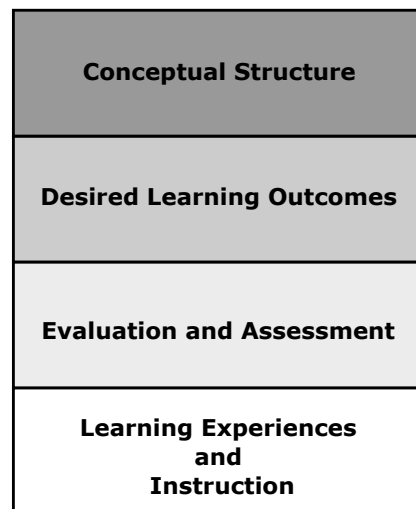 Conceptual Structure
Desired Learning Outcomes
Evaluation and Assessment
Learning Experiences
and
Instruction